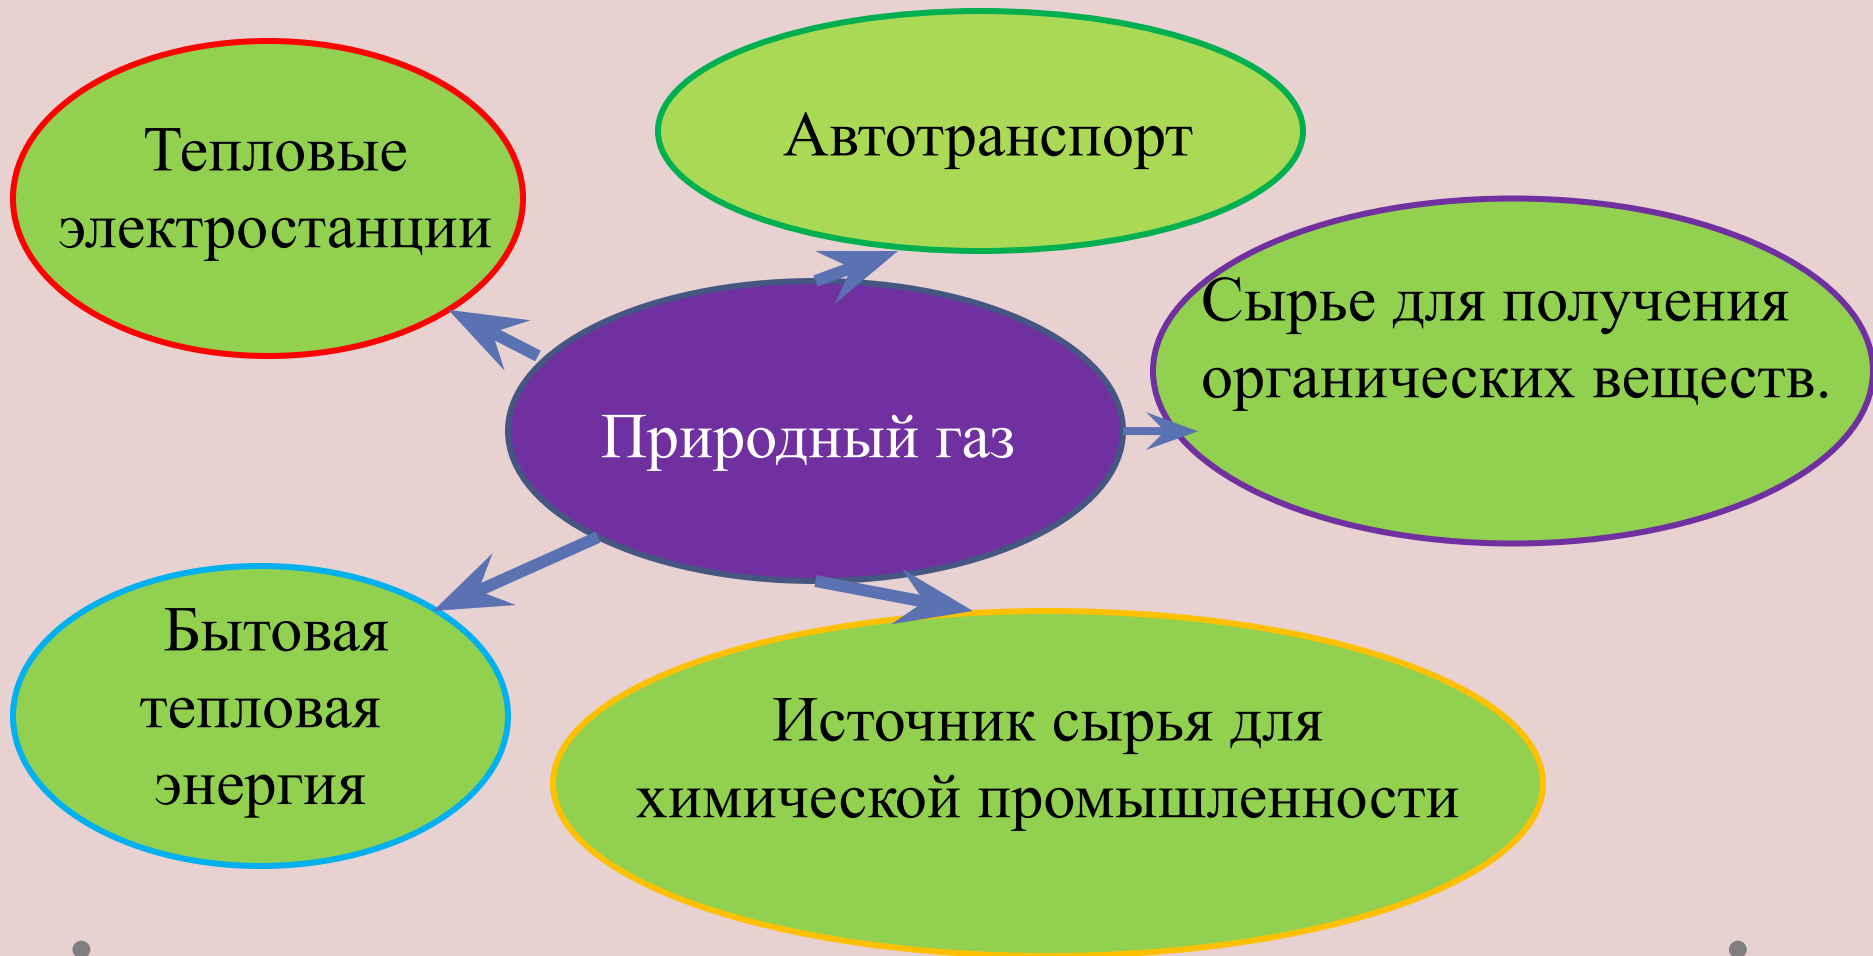 Тепловые
электростанции
Автотранспорт
Сырье для получения
органических веществ.
Природный газ
Бытовая
тепловая
энергия
Источник сырья для
химической промышленности